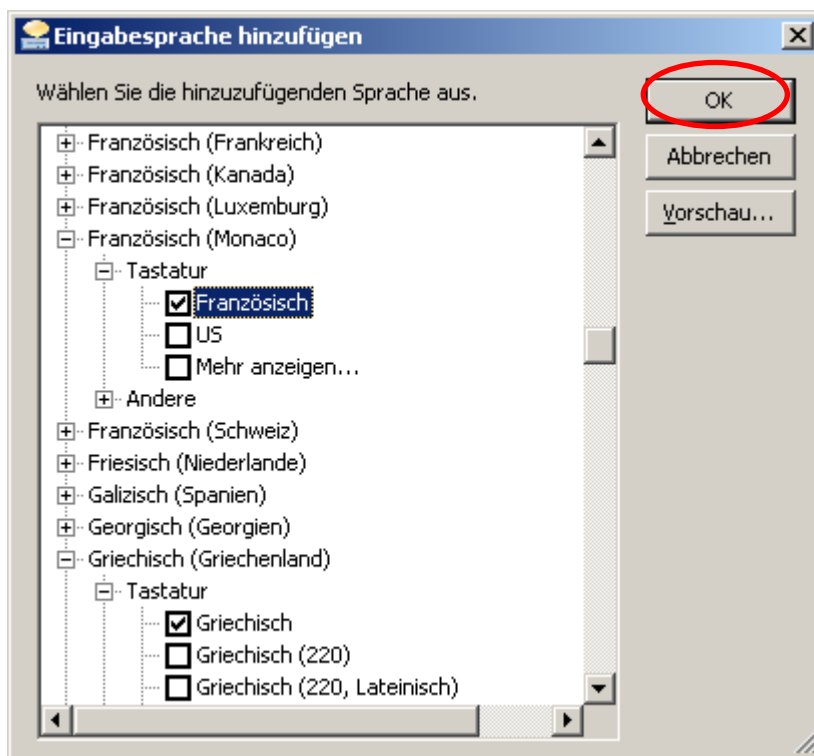 Eingabesprache hinzufügen
Wählen Sie die hinzuzufügenden Sprache aus.
OK
Abbrechen
Vorschau...
Französisch (Frankreich)
Französisch (Kanada)
Französisch (Luxemburg)
Französisch (Monaco)
Tastatur
Französisch
US
Mehr anzeigen...
Andere
Französisch (Schweiz)
Friesisch (Niederlande)
Galizisch (Spanien)
Georgisch (Georgien)
Griechisch (Griechenland)
Tastatur
Griechisch
Griechisch (220)
Griechisch (220, Lateinisch)